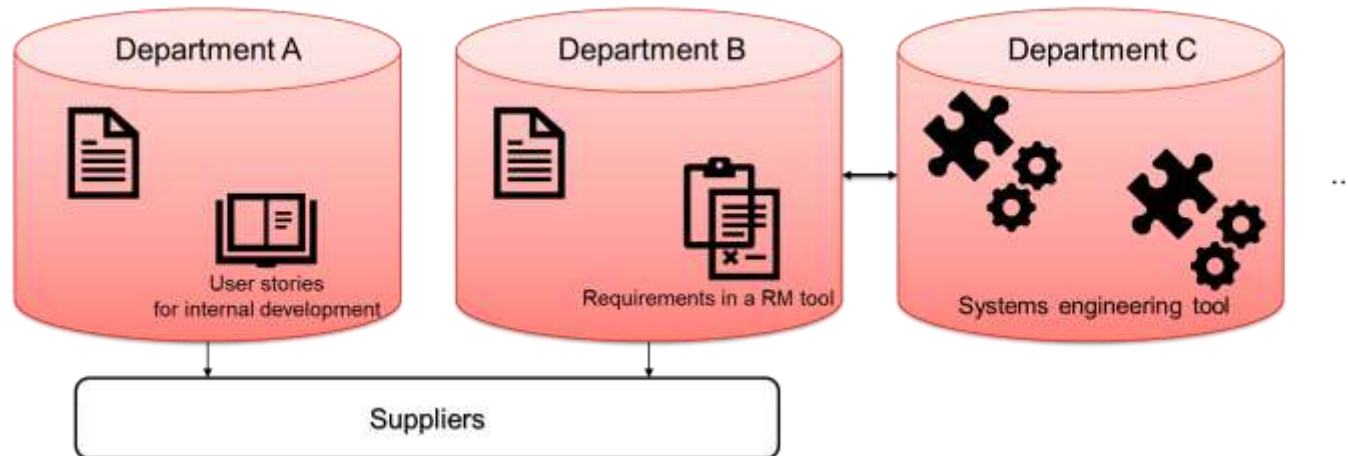 Department A
Department B
Department C
User stories
for internal development
Requirements in a RM tool
Systems engineering tool
..
Suppliers